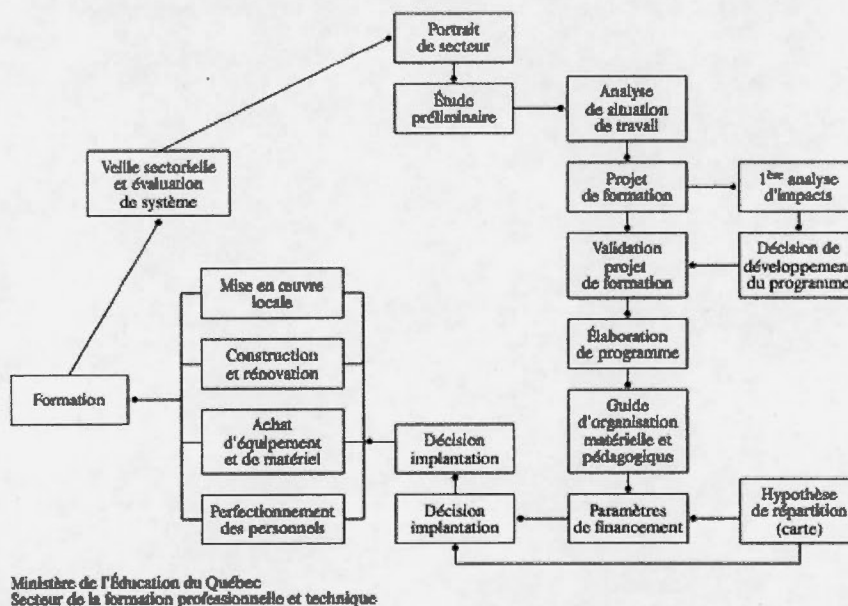 Portrait
de secteur
Étude
préliminaire
Analyse
de situation
de travail
Veille sectorielle
et évaluation
de système
Projet
de formation
1ère analyse
d'impacts
Validation
projet
de formation
Décision de
développement
du programme
Mise en œuvre
locale
Construction
et rénovation
Élaboration
de programme
Formation
Achat
d'équipement
et de matériel
Décision
implantation
Guide
d'organisation
matérielle et
pédagogique
Perfectionnement
des personnels
Décision
implantation
Paramètres
de financement
Hypothèse
de répartition
(carte)
Ministère de l'Éducation du Québec
Secteur de la formation professionnelle et technique